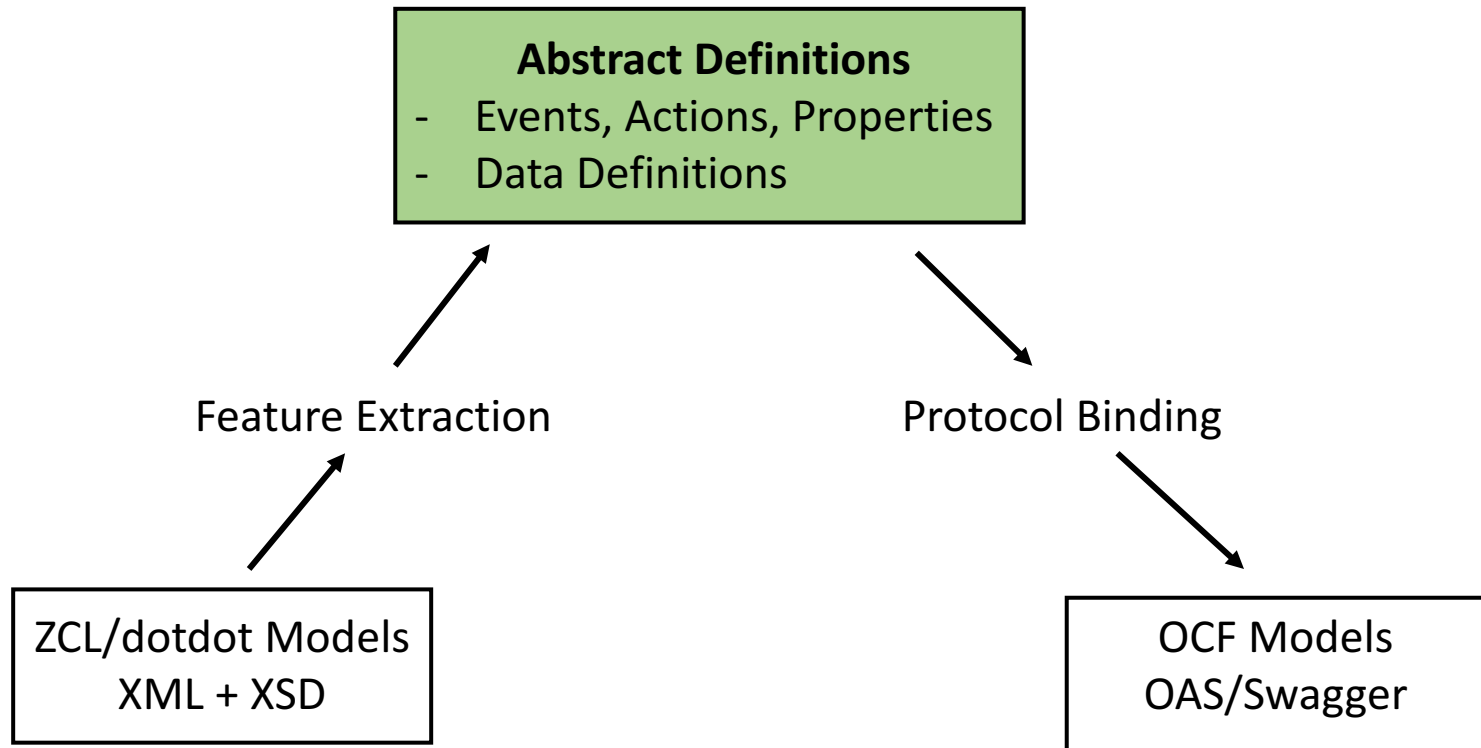 Abstract Definitions
- Events, Actions, Properties
- Data Definitions
Feature Extraction
Protocol Binding
ZCL/dotdot Models
XML + XSD
OCF Models
OAS/Swagger